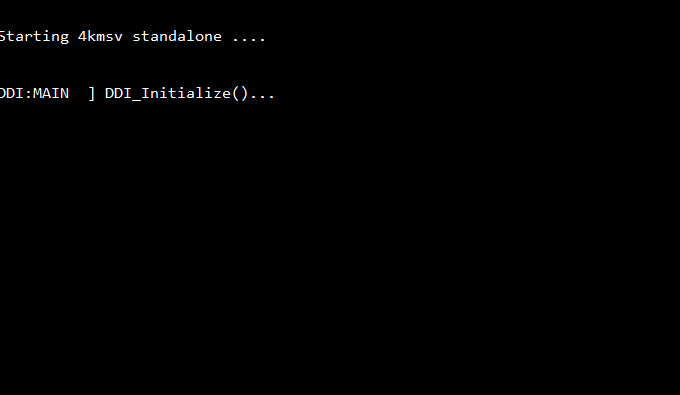 Starting 4kmsv standalone ....
DDI:MAIN  ] DDI_Initialize()...